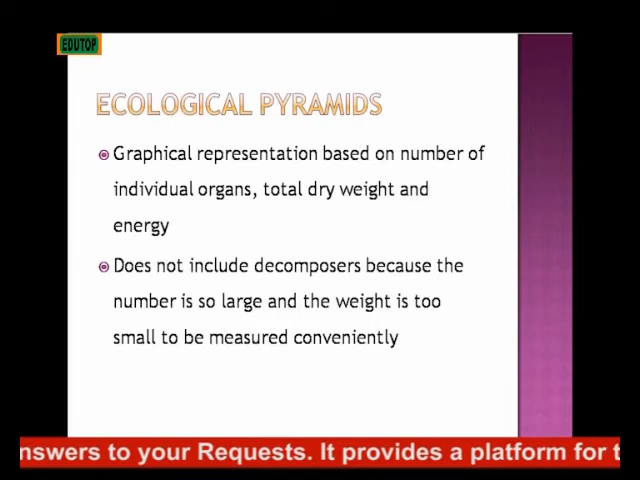 EDUTOP
ECOLOGICAL PYRAMIDS
Graphical representation based on number of
individual organs, total dry weight and
energy
Does not include decomposers because the
number is so large and the weight is too
small to be measured conveniently
nswers to your Requests. It provides a platform for t